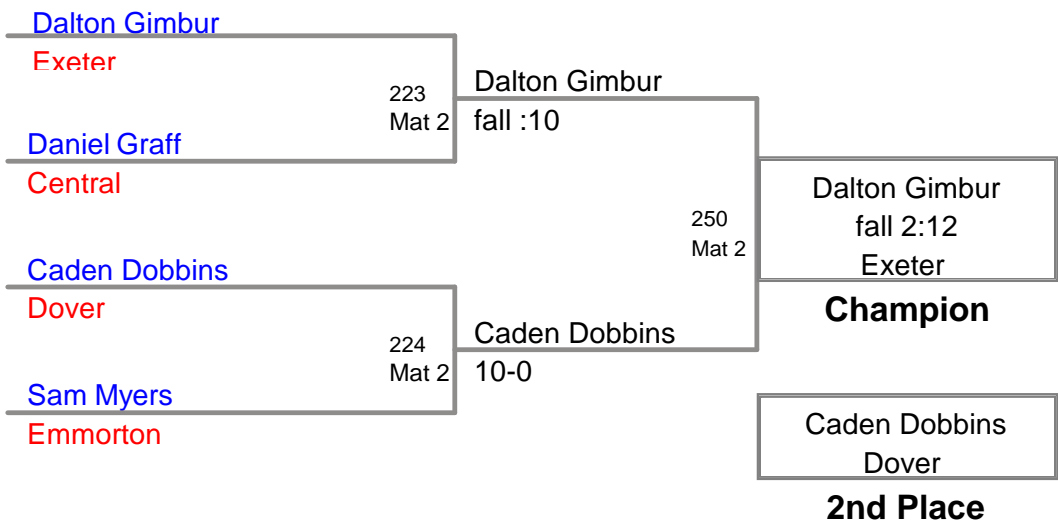 Dalton Gimbur
Exeter
223
Mat 2
Dalton Gimbur
fall :10
Daniel Graff
Central
250
Mat 2
Dalton Gimbur
fall 2:12
Exeter
Champion
Caden Dobbins
Dover
224
Mat 2
Caden Dobbins
10-0
Sam Myers
Emmorton
Caden Dobbins
Dover
2nd Place